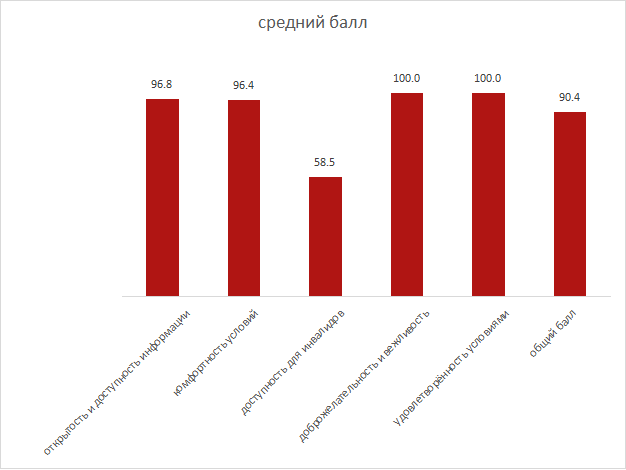 средний балл
96.8
96.4
58.5
100.0
100.0
90.4
открытость и доступность информации
комфортность условий
доступность для инвалидов
доброжелательность и вежливость
удовлетворённость условиями
общий балл